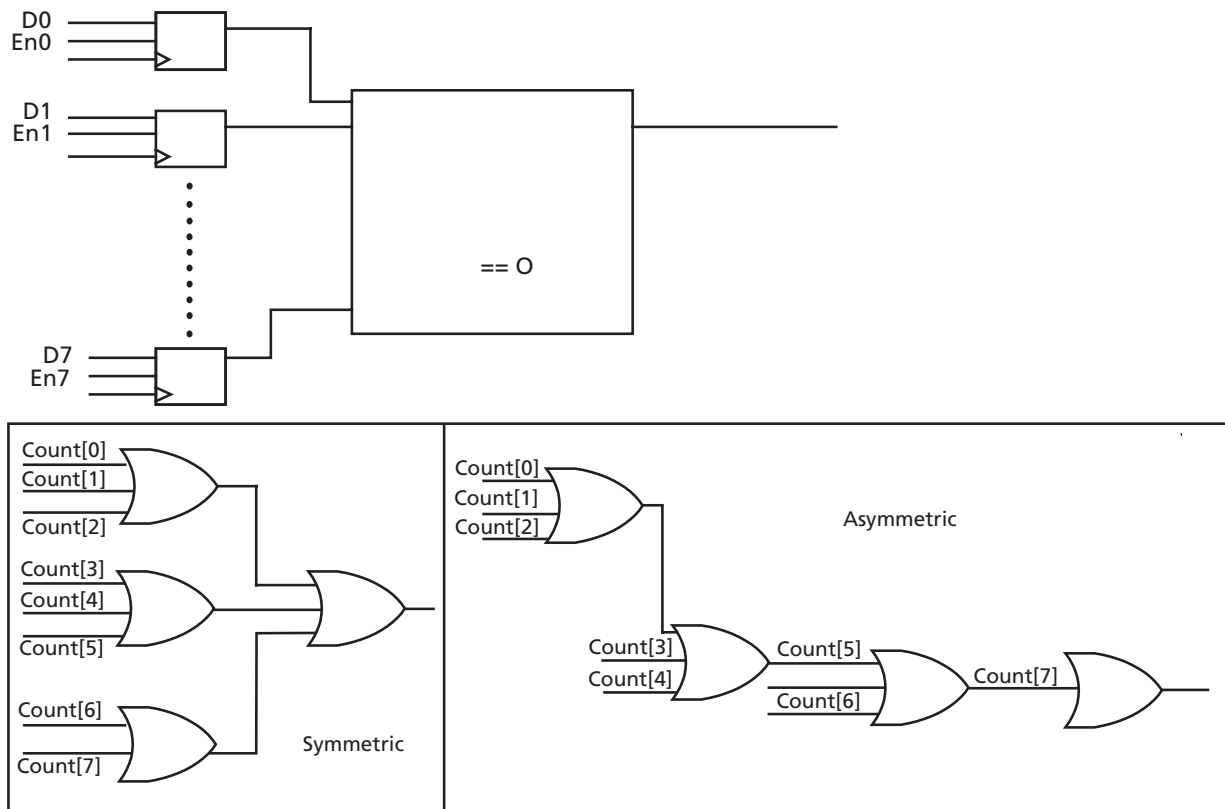 D0
En0
D1
En1
== O
D7
En7
Count[0]
Count[1]
Count[2]
Count[3]
Count[4]
Count[5]
Count[6]
Count[7]
Symmetric
Count[0]
Count[1]
Count[2]
Asymmetric
Count[3]
Count[4]
Count[5]
Count[6]
Count[7]